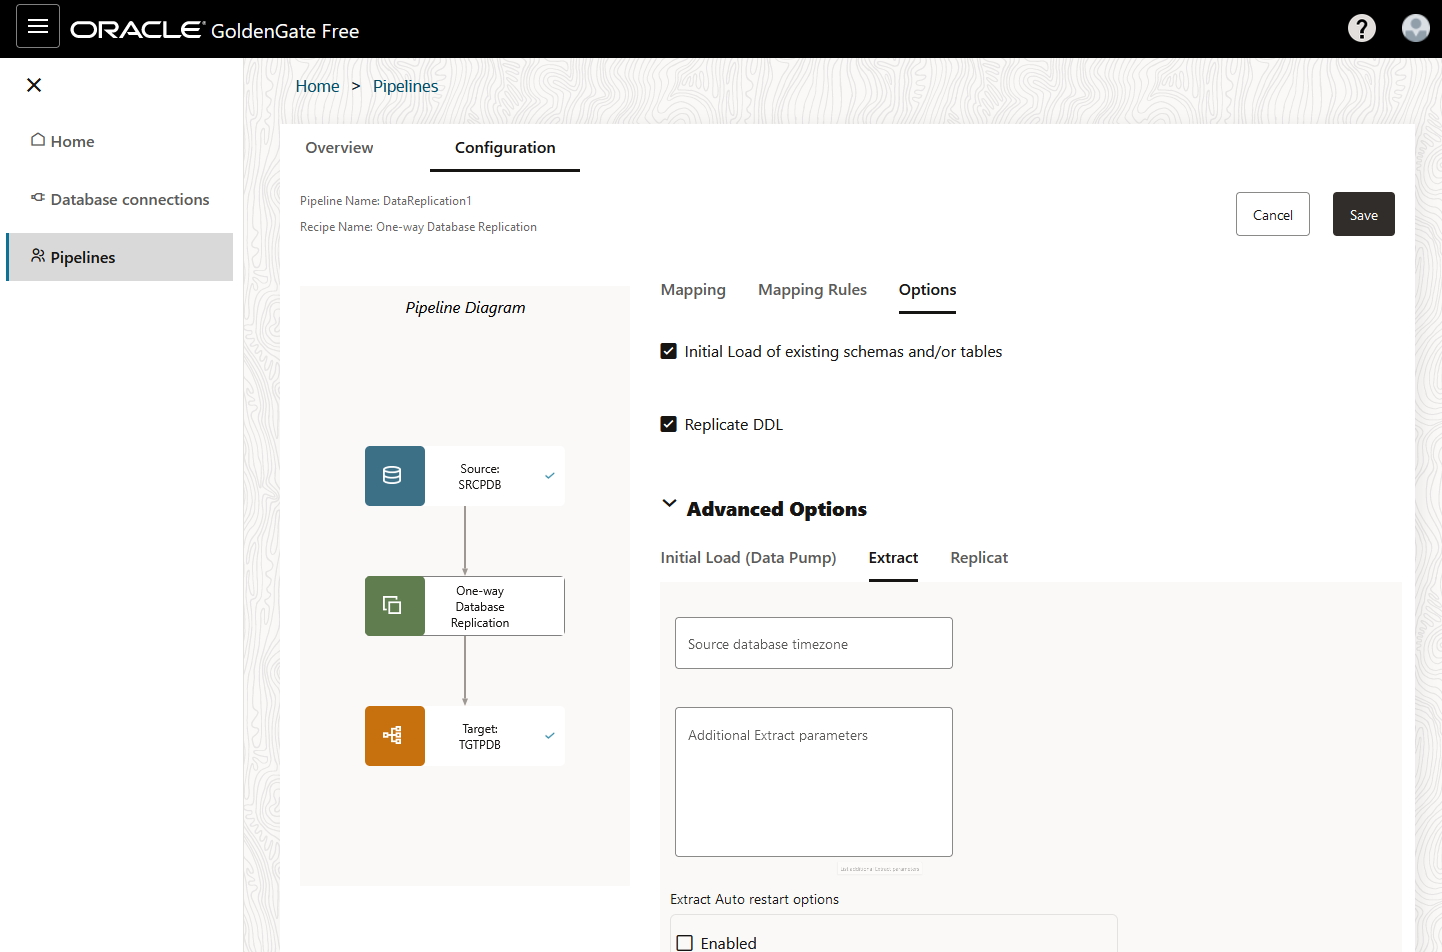 ORACLE GoldenGate Free
Home > Pipelines
Home
Database connections
Pipelines
Overview
Configuration
Pipeline Name: DataReplication1
Recipe Name: One-way Database Replication
Cancel
Save
Pipeline Diagram
Source:
SRCPDB
One-way
Database
Replication
Target:
TGTPDB
Mapping
Mapping Rules
Options
Initial Load of existing schemas and/or tables
Replicate DDL
Advanced Options
Initial Load (Data Pump)
Extract
Replicat
Source database timezone
Additional Extract parameters
Extract Auto restart options
Enabled